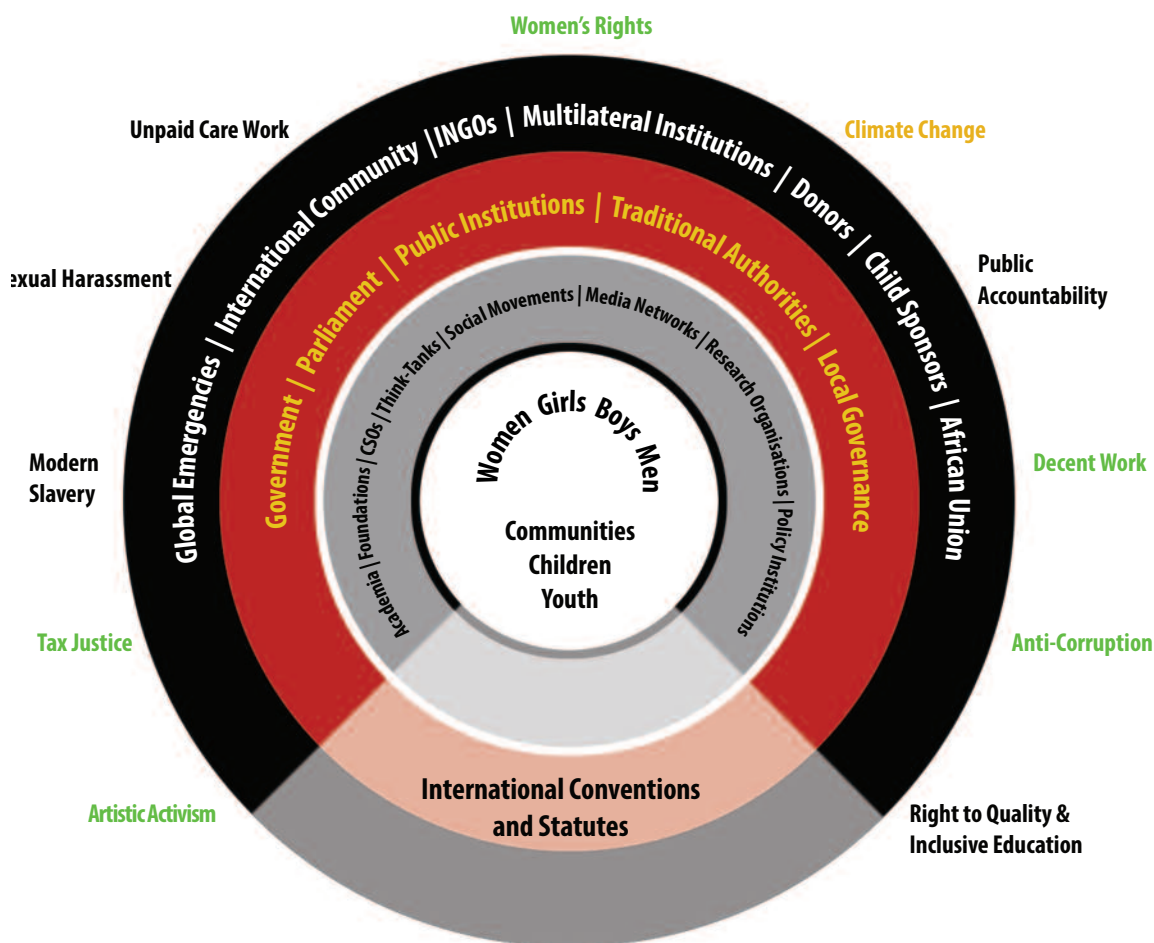 Women's Rights
Unpaid Care Work
Climate Change
exual Harassment
Public
Accountability
Modern
Slavery
Decent Work
Tax Justice
Anti-Corruption
Artistic Activism
Right to Quality &
Inclusive Education
Global Emergencies | International Community |INGOs | Multilateral Institutions | Donors | Child Sponsors | African Union
Government | Parliament | Public Institutions | Traditional Authorities | Local Governance
Academia | Foundations | CSOs | Think-Tanks | Social Movements | Media Networks | Research Organisations | Policy Institutions
Women Girls Boys Men
Communities
Children
Youth
International Conventions
and Statutes